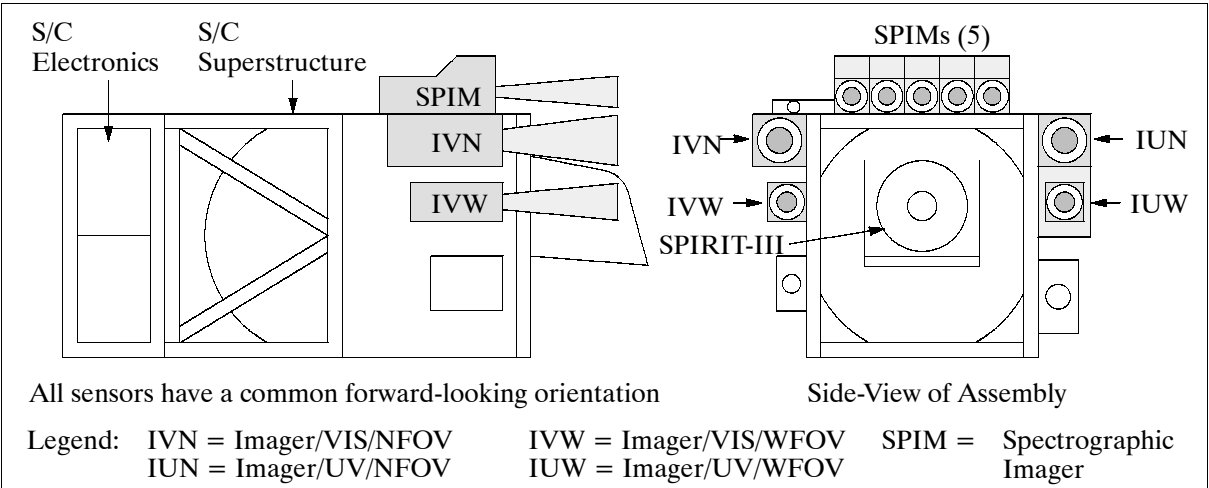 S/C
Electronics
S/C
Superstructure
SPIM
IVN
IVW
SPIMs (5)
IVN
IVW
SPIRIT-III
IUN
IUW
All sensors have a common forward-looking orientation
Side-View of Assembly
Legend: IVN = Imager/VIS/NFOV IVW = Imager/VIS/WFOV SPIM = Spectrographic
IUN = Imager/UV/NFOV IUW = Imager/UV/WFOV Imager